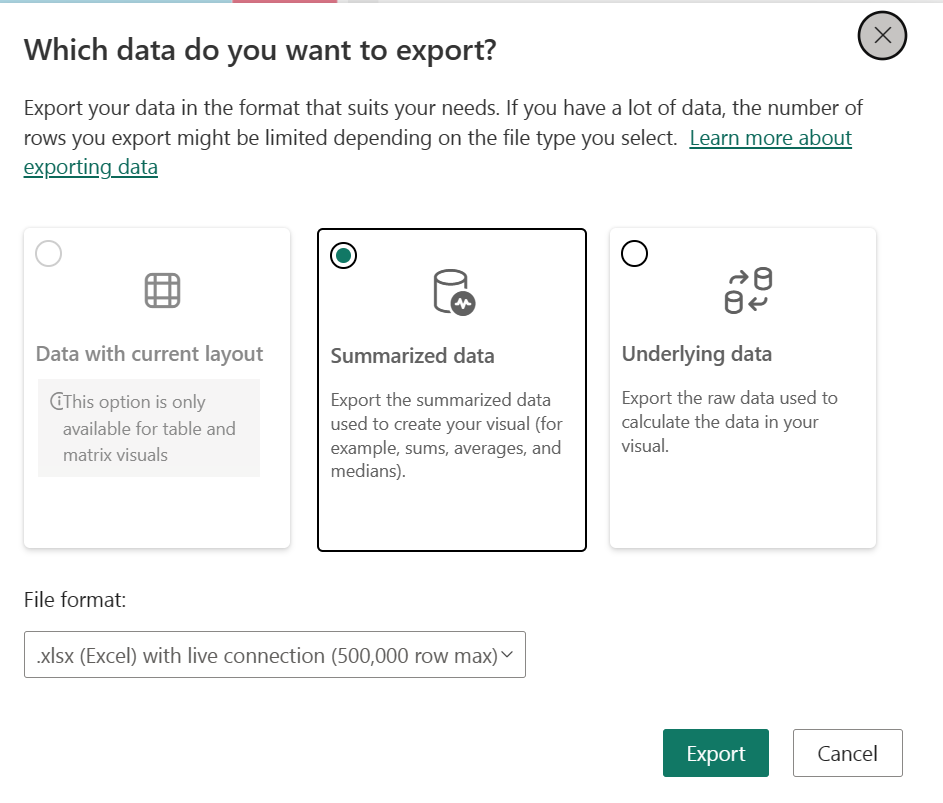 Which data do you want to export?
Export your data in the format that suits your needs. If you have a lot of data, the number of
rows you export might be limited depending on the file type you select. Learn more about
exporting data
Data with current layout
This option is only
available for table and
matrix visuals
Summarized data
Export the summarized data
used to create your visual (for
example, sums, averages, and
medians).
Underlying data
Export the raw data used to
calculate the data in your
visual.
File format:
.xlsx (Excel) with live connection (500,000 row max)
Export
Cancel